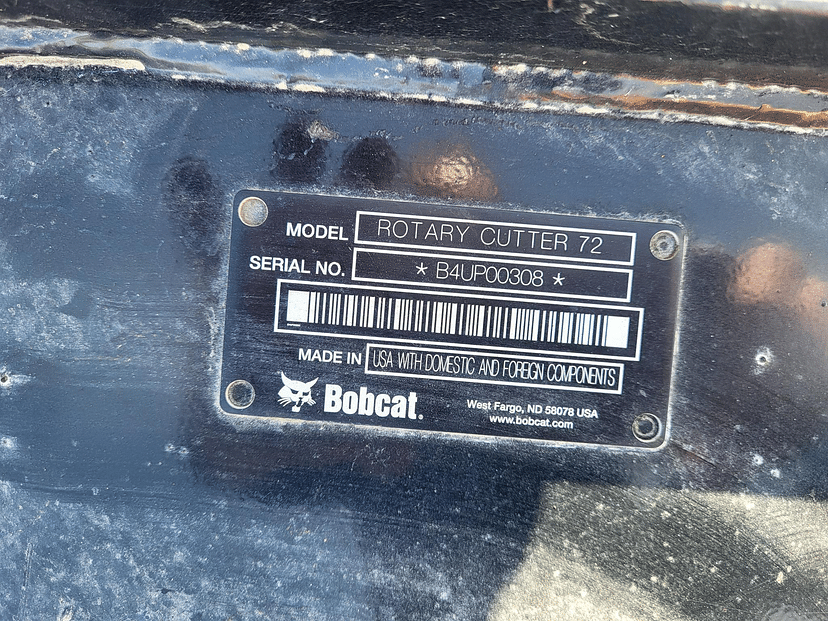 MODEL ROTARY CUTTER 72
SERIAL NO. * B4UP00308 *
MADE IN USA WITH DOMESTIC AND FOREIGN COMPONENTS
Bobcat.
West Fargo, ND 58078 USA
www.bobcat.com